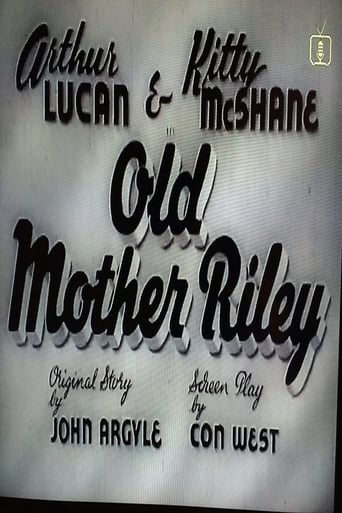 Arthur LUCAN & Kitty McSHANE
IN
Old
Mother Riley
Original Story
by
JOHN ARGYLE
Screen Play
by
CON WEST